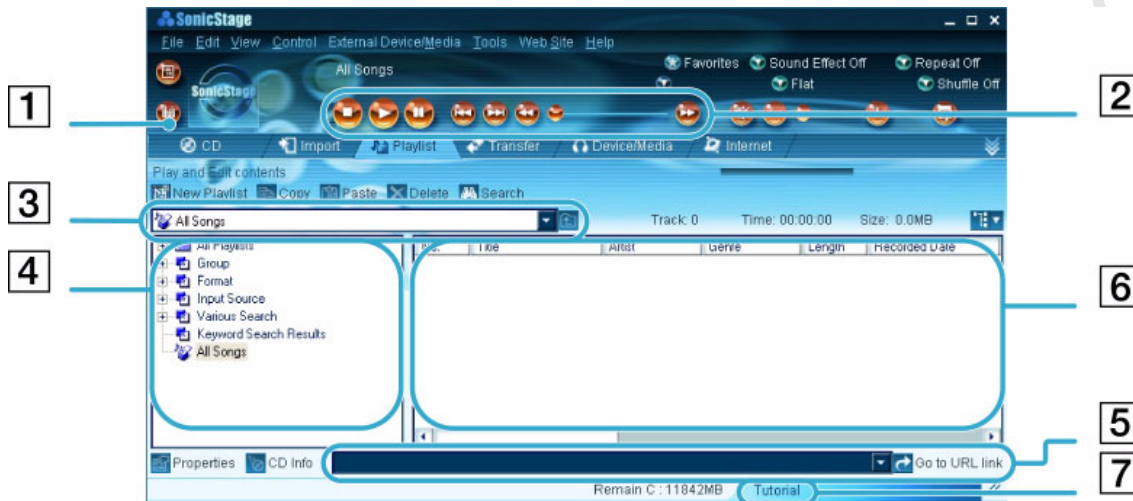 SonicStage
File Edit View Control External Device/Media Tools Web Site Help
All Songs
Favorites Sound Effect Off Repeat Off
Flat Shuffle Off
SonicStage
1
2
CD Import Playlist Transfer Device/Media Internet
Play and Edit contents
New Playlist Copy Paste Delete Search
3
All Songs Track: 0 Time: 00:00:00 Size: 0.0MB
All Playlists
No. Title Artist Genre Length Recorded Date
4
Group
Format
6
Input Source
Various Search
Keyword Search Results
All Songs
5
Properties CD Info Go to URL link
7
Remain C : 11842MB Tutorial